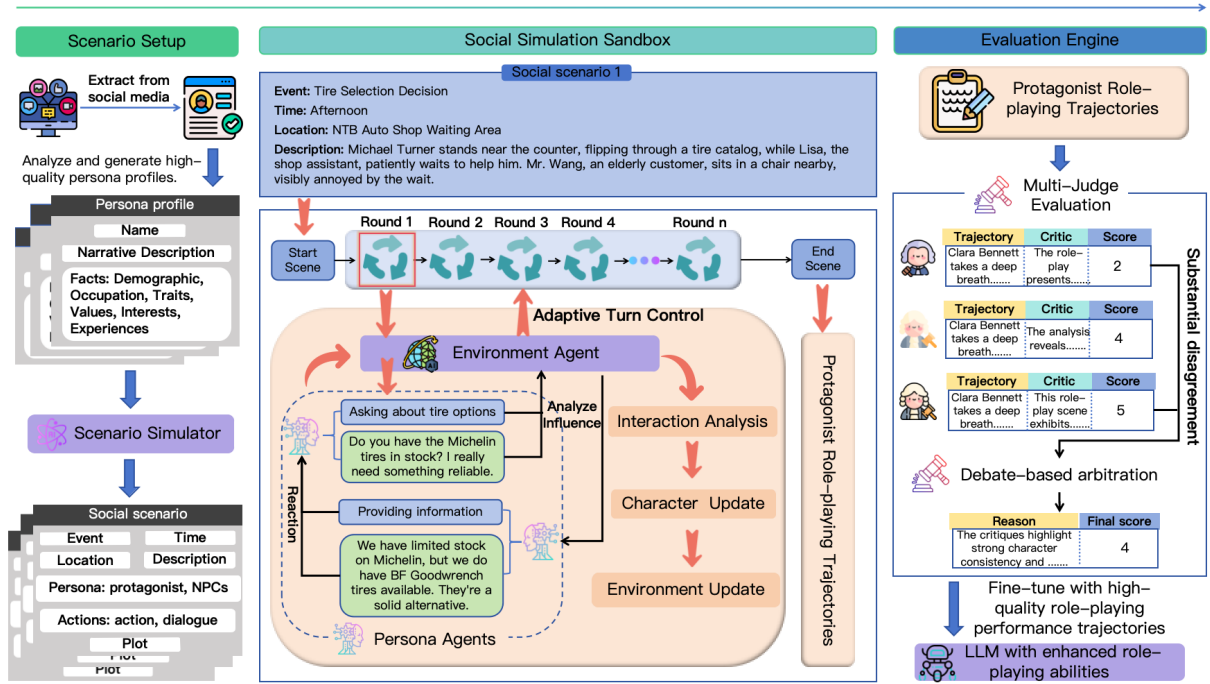 Scenario Setup
Extract from
social media
Analyze and generate high-
quality persona profiles.
Persona profile
Name
Narrative Description
Facts: Demographic,
Occupation, Traits,
Values, Interests,
Experiences
Scenario Simulator
Social scenario
Event
Time
Location
Description
Persona: protagonist, NPCs
Actions: action, dialogue
Plot
Plot
Plot
Social Simulation Sandbox
Social scenario 1
Event: Tire Selection Decision
Time: Afternoon
Location: NTB Auto Shop Waiting Area
Description: Michael Turner stands near the counter, flipping through a tire catalog, while Lisa, the
shop assistant, patiently waits to help him. Mr. Wang, an elderly customer, sits in a chair nearby,
visibly annoyed by the wait.
Start
Scene
Round 1
Round 2
Round 3
Round 4
Round n
End
Scene
Adaptive Turn Control
Environment Agent
Asking about tire options
Do you have the Michelin
tires in stock? I really
need something reliable.
Analyze
Influence
Reaction
Providing information
We have limited stock
on Michelin, but we do
have BF Goodwrench
tires available. They're a
solid alternative.
Persona Agents
Interaction Analysis
Character Update
Environment Update
Protagonist Role-playing Trajectories
Evaluation Engine
Protagonist Role-
playing Trajectories
Multi-Judge
Evaluation
Trajectory
Critic
Score
Clara Bennett
takes a deep
breath.......
The role-
play
presents......
2
Trajectory
Critic
Score
Clara Bennett
takes a deep
breath.......
The analysis
reveals.......
4
Trajectory
Critic
Score
Clara Bennett
takes a deep
breath.......
This role-
play scene
exhibits......
5
Substantial disagreement
Debate-based arbitration
Reason
Final score
The critiques highlight
strong character
consistency and .......
4
Fine-tune with high-
quality role-playing
performance trajectories
LLM with enhanced role-
playing abilities